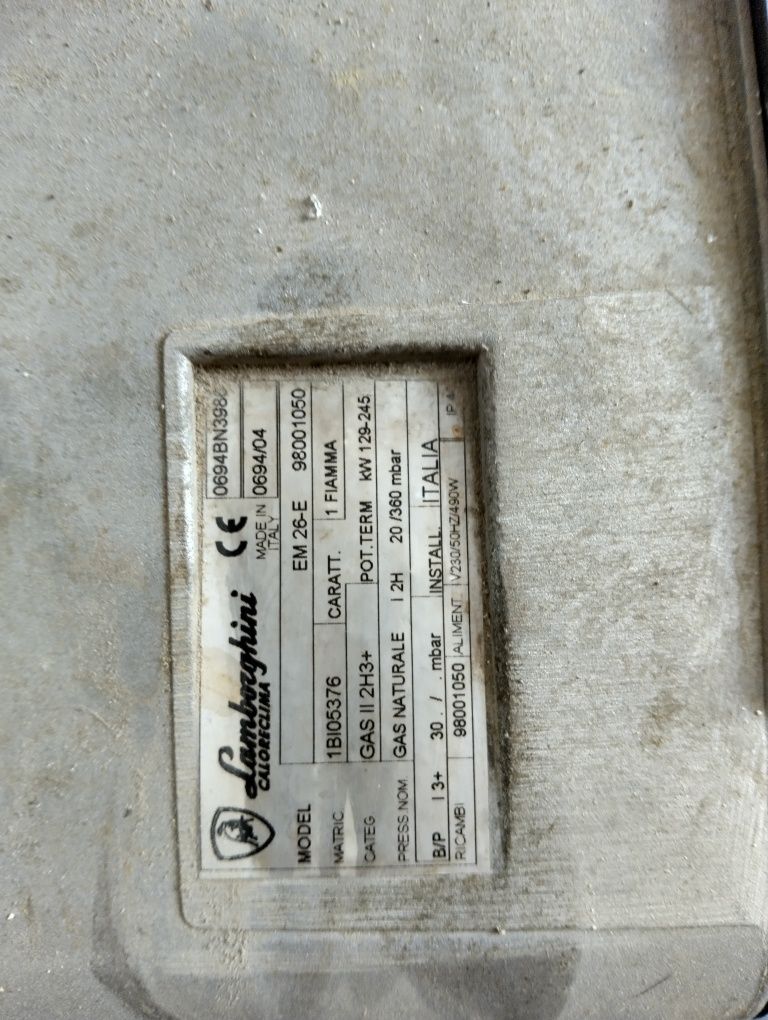 Lamborghini
CALORECLIMA
CE
MADE IN
ITALY
0694BN398
0694/04
MODEL EM 26-E 98001050
MATRIC. 1BI05376 CARATT. 1 FIAMMA
CATEG GAS II 2H3+ POT.TERM kW 129-245
PRESS NOM. GAS NATURALE I 2H 20 /360 mbar
B/P I 3+ 30 / . mbar INSTALL. ITALIA
RICAMBI 98001050 ALIMENT. V230/50HZ/490W IP